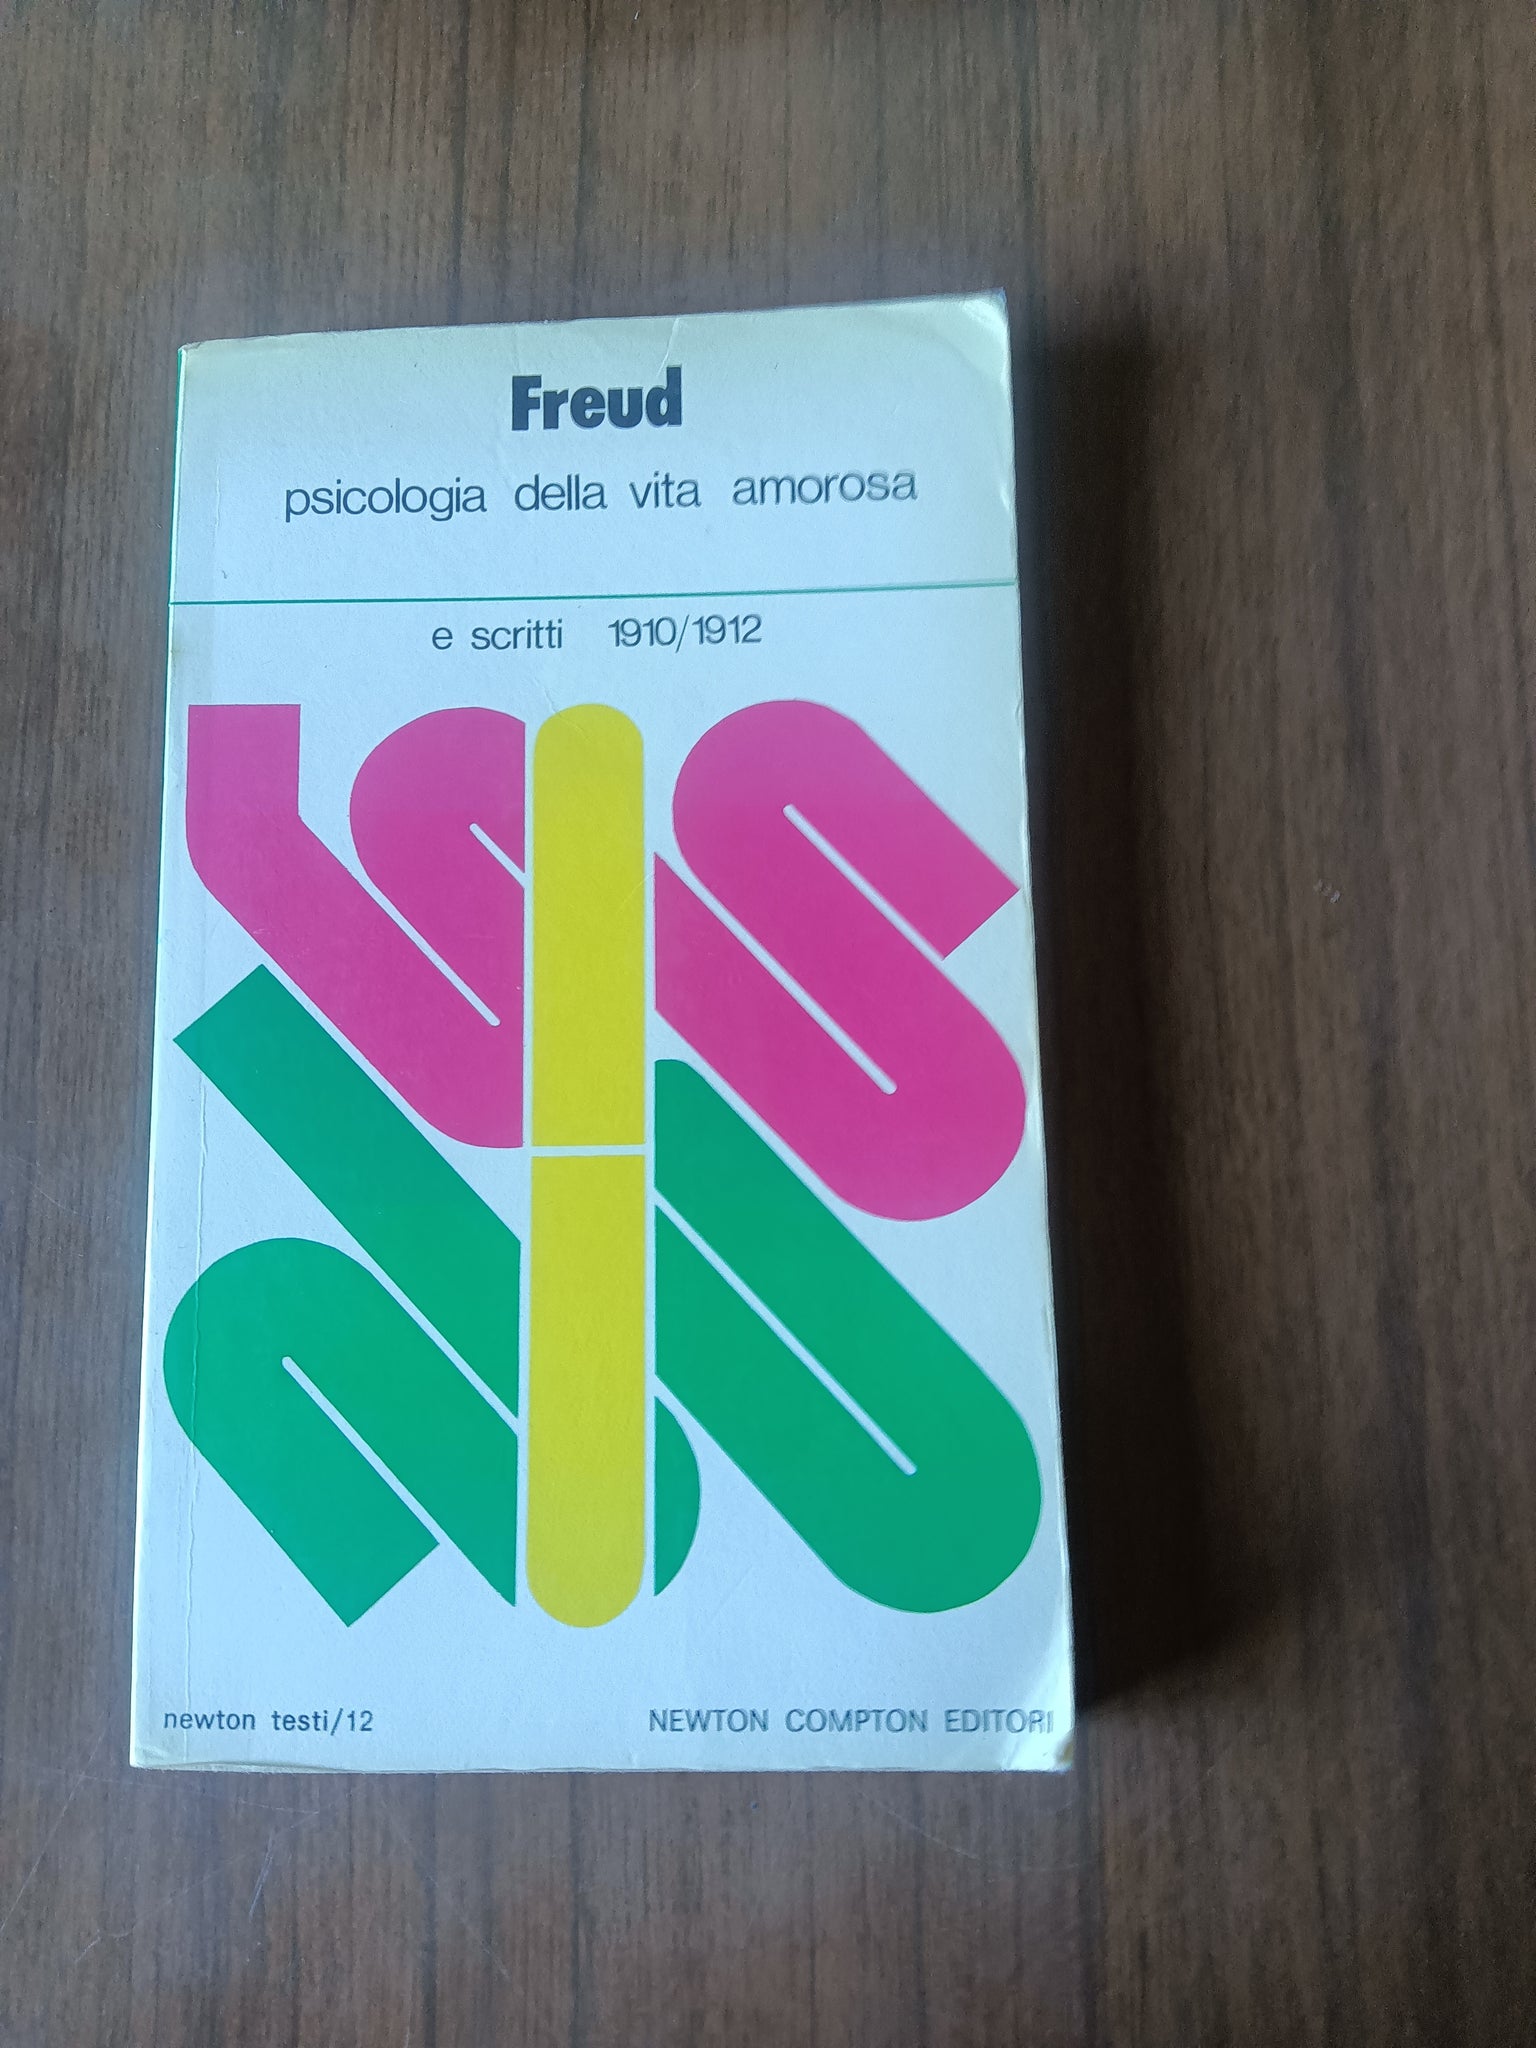 Freud
psicologia della vita amorosa
e scritti 1910/1912
newton testi/12
NEWTON COMPTON EDITORI